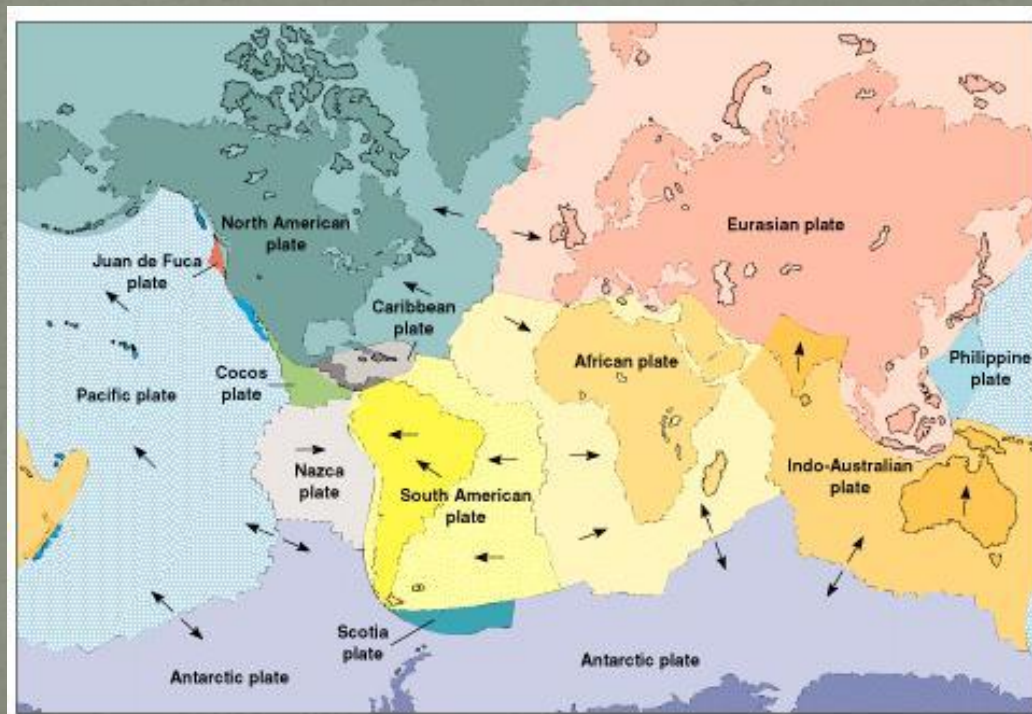 North American
plate
Eurasian plate
Juan de Fuca
plate
Caribbean
plate
African plate
Philippine
plate
Cocos
plate
Pacific plate
Nazca
plate
South American
plate
Indo-Australian
plate
Scotia
plate
Antarctic plate
Antarctic plate